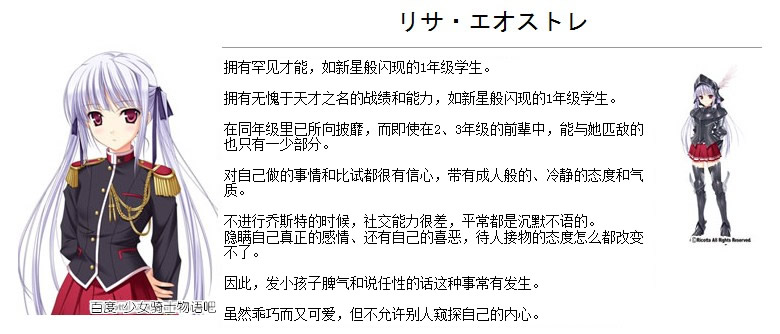 リサ・エオストレ
拥有罕见才能，如新星般闪现的1年级学生。
拥有无愧于天才之名的战绩和能力，如新星般闪现的1年级学生。
在同年级里已所向披靡，而即使在2、3年级的前辈中，能与她匹敌的
也只有一少部分。
对自己做的事情和比试都很有信心，带有成人般的、冷静的态度和气
质。
不进行乔斯特的时候，社交能力很差，平常都是沉默不语的。
隐瞒自己真正的感情、还有自己的喜恶，待人接物的态度怎么都改变
不了。
因此，发小孩子脾气和说任性的话这种事常有发生。
虽然乖巧而又可爱，但不允许别人窥探自己的内心。
百度-少女骑士物语吧
©Ricotta All Rights Reserved.